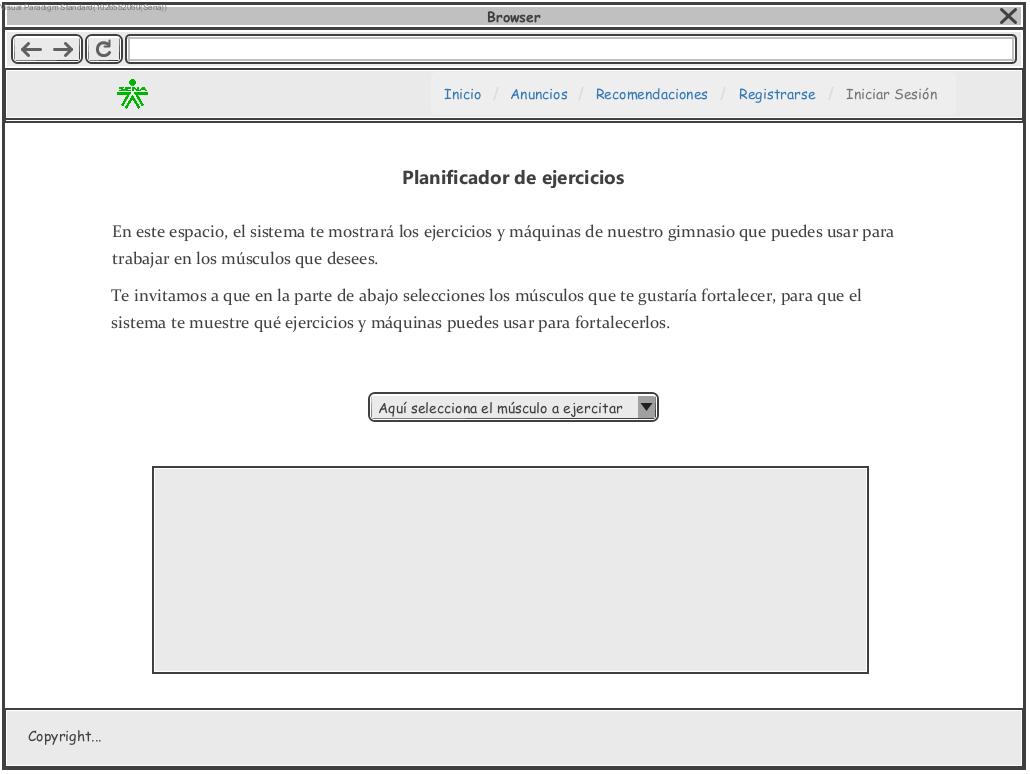 Visual Paradigm Standard(1026552060(Sena))
Browser
SENA
Inicio / Anuncios / Recomendaciones / Registrarse / Iniciar Sesión
Planificador de ejercicios
En este espacio, el sistema te mostrará los ejercicios y máquinas de nuestro gimnasio que puedes usar para
trabajar en los músculos que desees.
Te invitamos a que en la parte de abajo selecciones los músculos que te gustaría fortalecer, para que el
sistema te muestre qué ejercicios y máquinas puedes usar para fortalecerlos.
Aquí selecciona el músculo a ejercitar
Copyright...